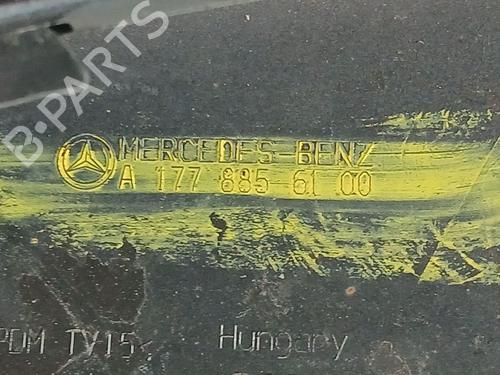 B-PARTS
MERCEDES-BENZ
A 177 885 61 00
PDM TV15
Hungary